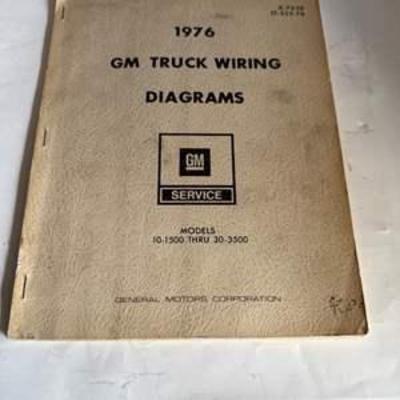 1976
GM TRUCK WIRING
DIAGRAMS
GM
SERVICE
MODELS
10-1500 THRU 30-3500
GENERAL MOTORS CORPORATION